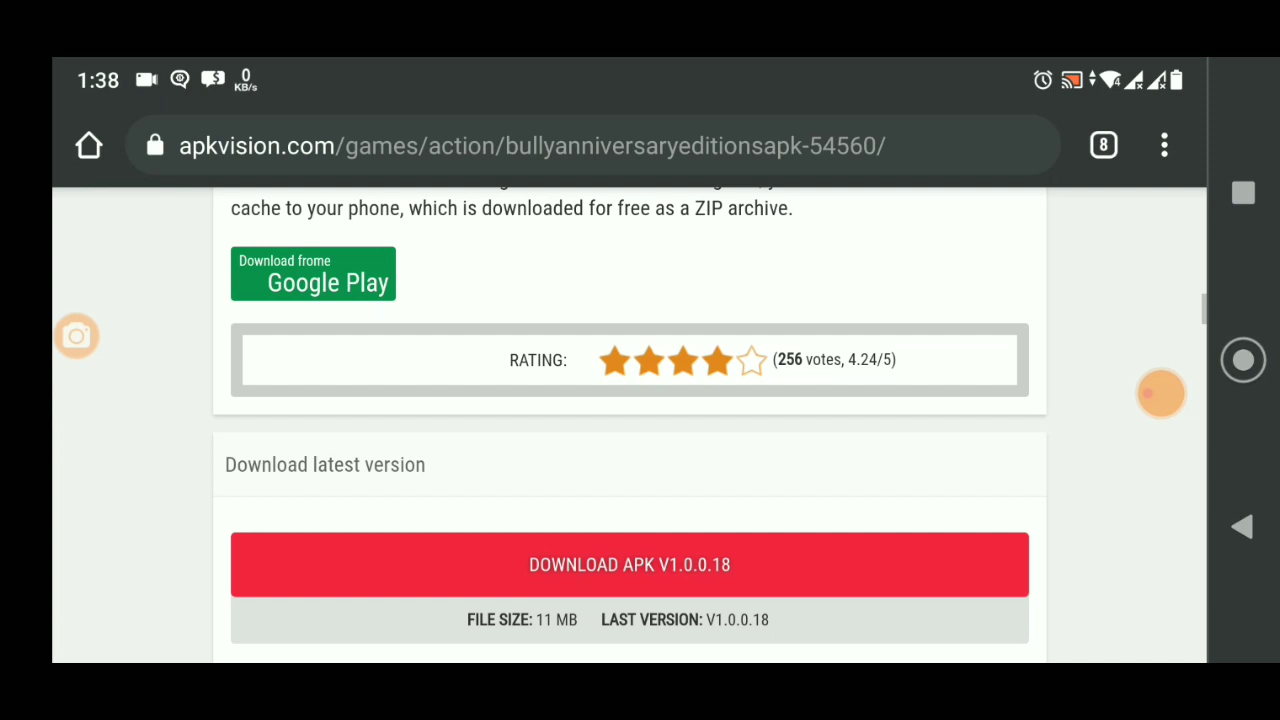 1:38
0
KB/s
4
apkvision.com/games/action/bullyanniversaryeditionsapk-54560/
8
cache to your phone, which is downloaded for free as a ZIP archive.
Download frome
Google Play
RATING:
(256 votes, 4.24/5)
Download latest version
DOWNLOAD APK V1.0.0.18
FILE SIZE: 11 MB LAST VERSION: V1.0.0.18